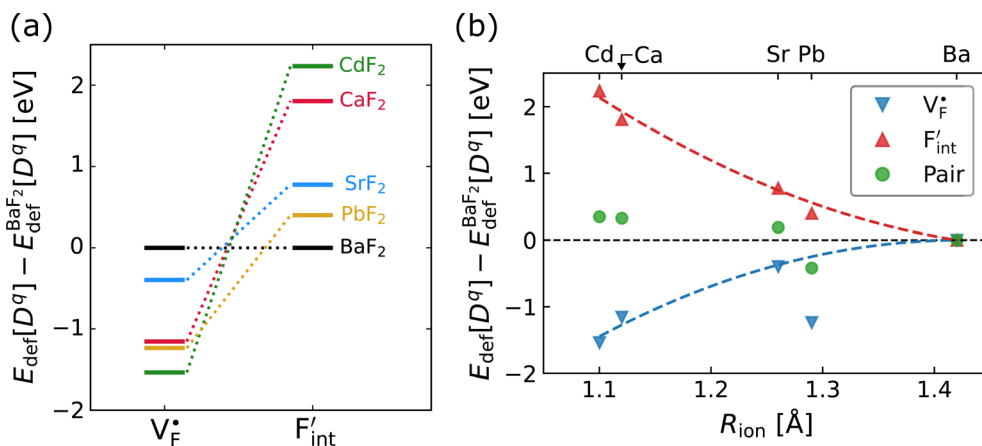 (a)
E_def[D^q] − E_def^BaF₂[D^q] [eV]
2
1
0
−1
−2
CdF₂
CaF₂
SrF₂
PbF₂
BaF₂
V_F^•
F′_int
(b)
Cd
Ca
Sr
Pb
Ba
E_def[D^q] − E_def^BaF₂[D^q] [eV]
2
1
0
−1
−2
V_F^•
F′_int
Pair
1.1
1.2
1.3
1.4
R_ion [Å]